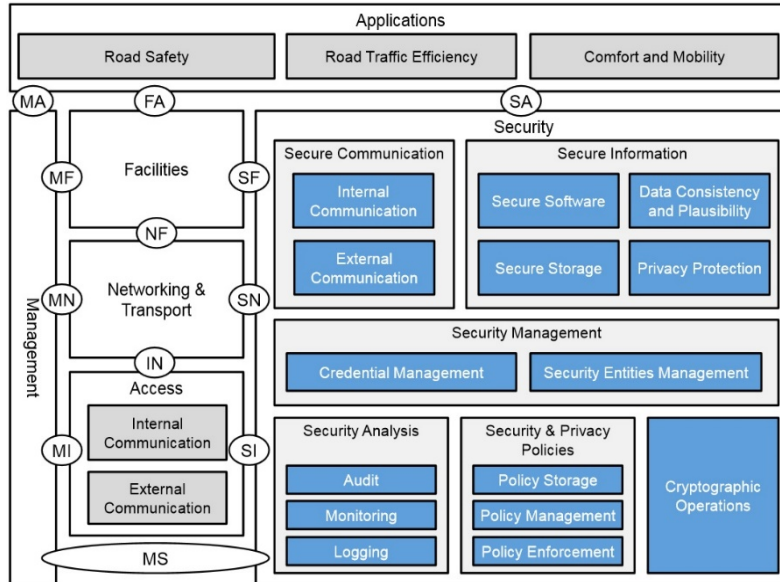 Applications
Road Safety
Road Traffic Efficiency
Comfort and Mobility
MA
FA
SA
Management
Facilities
MF
SF
NF
Networking &
Transport
MN
SN
IN
Access
Internal
Communication
External
Communication
MI
SI
MS
Security
Secure Communication
Internal
Communication
External
Communication
Secure Information
Secure Software
Data Consistency
and Plausibility
Secure Storage
Privacy Protection
Security Management
Credential Management
Security Entities Management
Security Analysis
Audit
Monitoring
Logging
Security & Privacy
Policies
Policy Storage
Policy Management
Policy Enforcement
Cryptographic
Operations